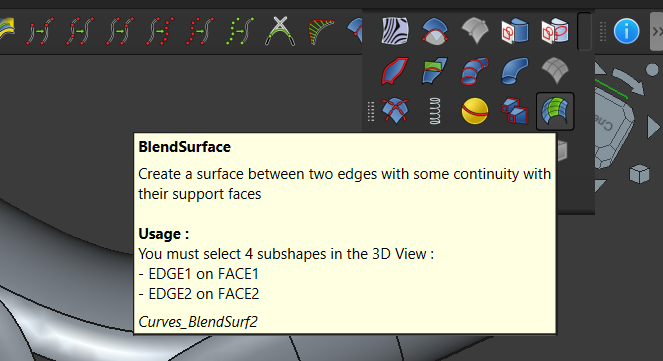 BlendSurface
Create a surface between two edges with some continuity with
their support faces
Usage :
You must select 4 subshapes in the 3D View :
- EDGE1 on FACE1
- EDGE2 on FACE2
Curves_BlendSurf2